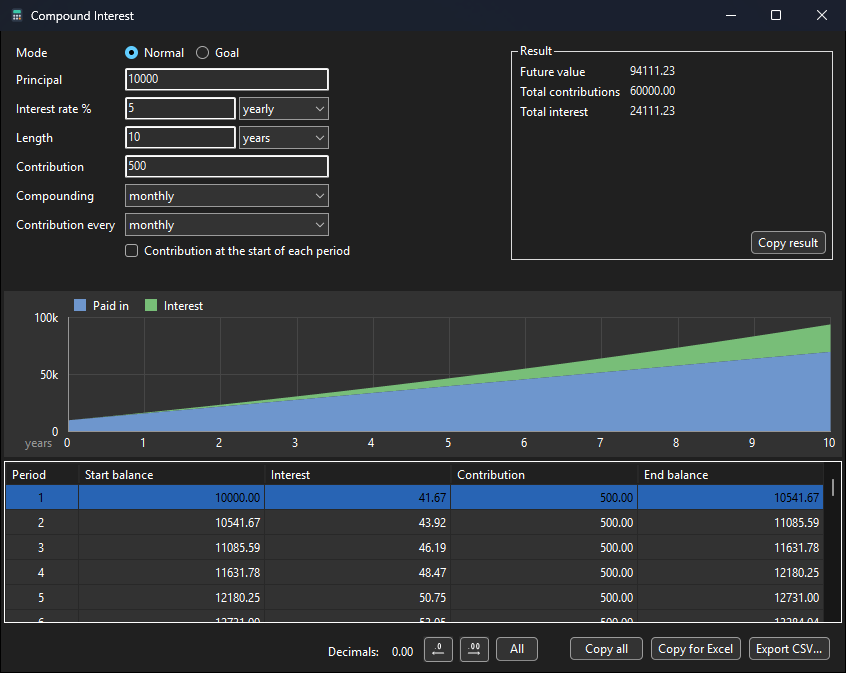 Compound Interest
Mode Normal Goal
Principal 10000
Interest rate % 5 yearly
Length 10 years
Contribution 500
Compounding monthly
Contribution every monthly
Contribution at the start of each period
Result
Future value 94111.23
Total contributions 60000.00
Total interest 24111.23
Copy result
Paid in Interest
100k
50k
0
years 0 1 2 3 4 5 6 7 8 9 10
Period Start balance Interest Contribution End balance
1 10000.00 41.67 500.00 10541.67
2 10541.67 43.92 500.00 11085.59
3 11085.59 46.19 500.00 11631.78
4 11631.78 48.47 500.00 12180.25
5 12180.25 50.75 500.00 12731.00
Decimals: 0.00 .0 .00 All Copy all Copy for Excel Export CSV...